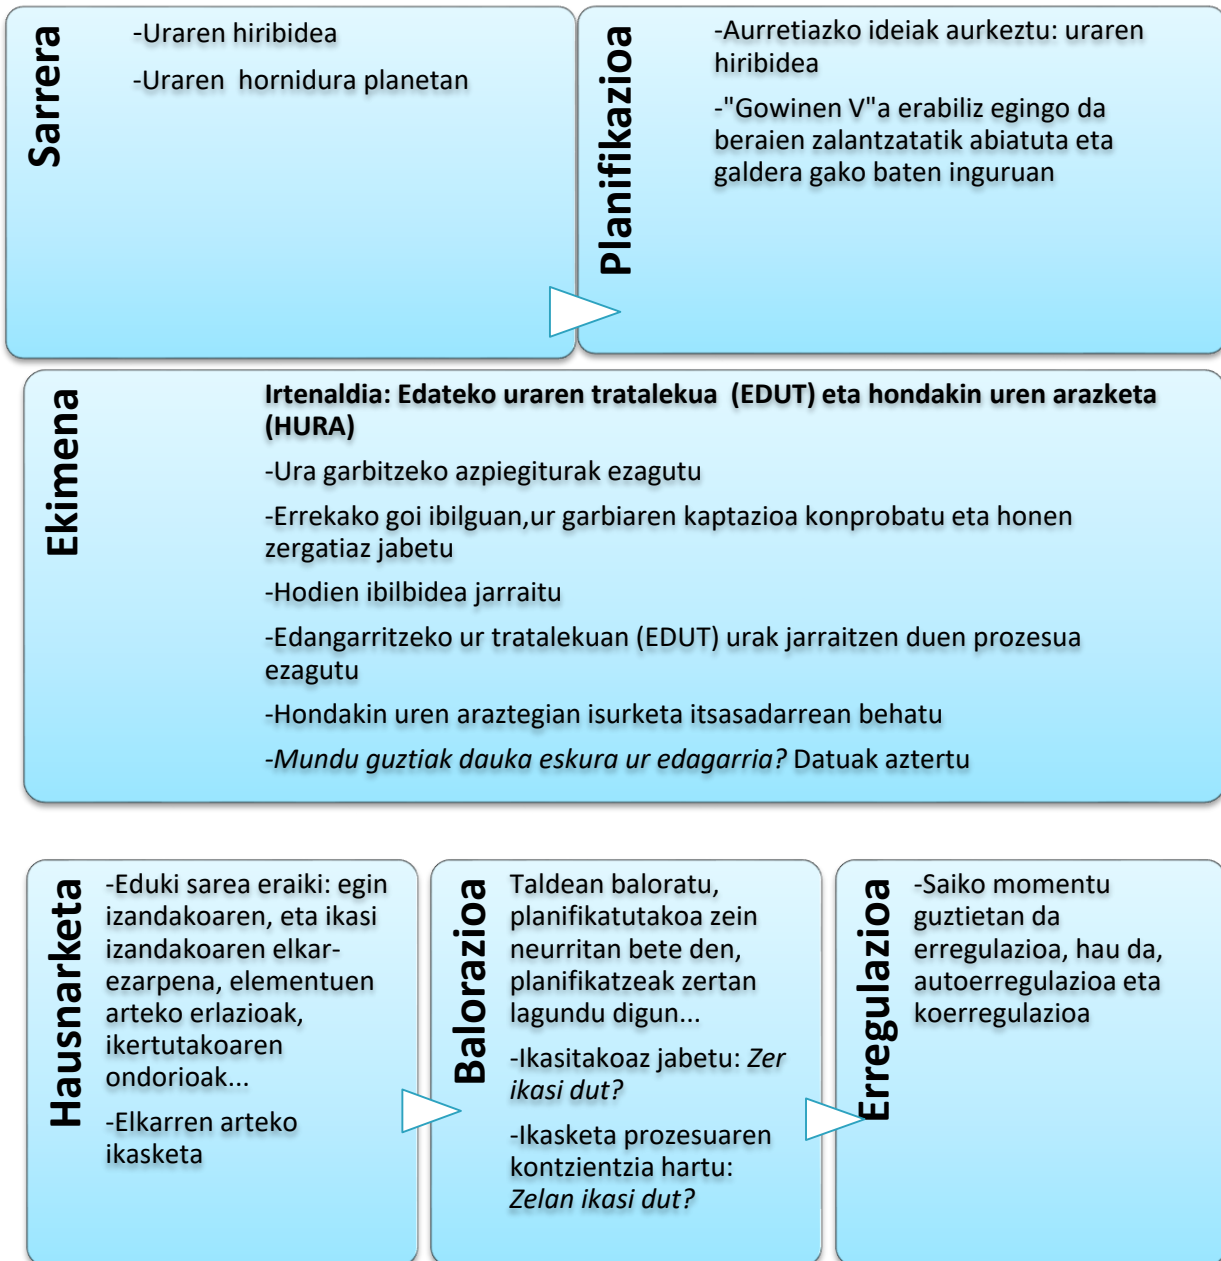 Sarrera
-Uraren hiribidea
-Uraren  hornidura planetan
Planifikazioa
-Aurretiazko ideiak aurkeztu: uraren
hiribidea
-"Gowinen V"a erabiliz egingo da
beraien zalantzatatik abiatuta eta
galdera gako baten inguruan
Ekimena
Irtenaldia: Edateko uraren tratalekua  (EDUT) eta hondakin uren arazketa
(HURA)
-Ura garbitzeko azpiegiturak ezagutu
-Errekako goi ibilguan,ur garbiaren kaptazioa konprobatu eta honen
zergatiaz jabetu
-Hodien ibilbidea jarraitu
-Edangarritzeko ur tratalekuan (EDUT) urak jarraitzen duen prozesua
ezagutu
-Hondakin uren araztegian isurketa itsasadarrean behatu
-Mundu guztiak dauka eskura ur edagarria? Datuak aztertu
Hausnarketa
-Eduki sarea eraiki: egin
izandakoaren, eta ikasi
izandakoaren elkar-
ezarpena, elementuen
arteko erlazioak,
ikertutakoaren
ondorioak...
-Elkarren arteko
ikasketa
Balorazioa
Taldean baloratu,
planifikatutakoa zein
neurritan bete den,
planifikatzeak zertan
lagundu digun...
-Ikasitakoaz jabetu: Zer
ikasi dut?
-Ikasketa prozesuaren
kontzientzia hartu:
Zelan ikasi dut?
Erregulazioa
-Saiko momentu
guztietan da
erregulazioa, hau da,
autoerregulazioa eta
koerregulazioa